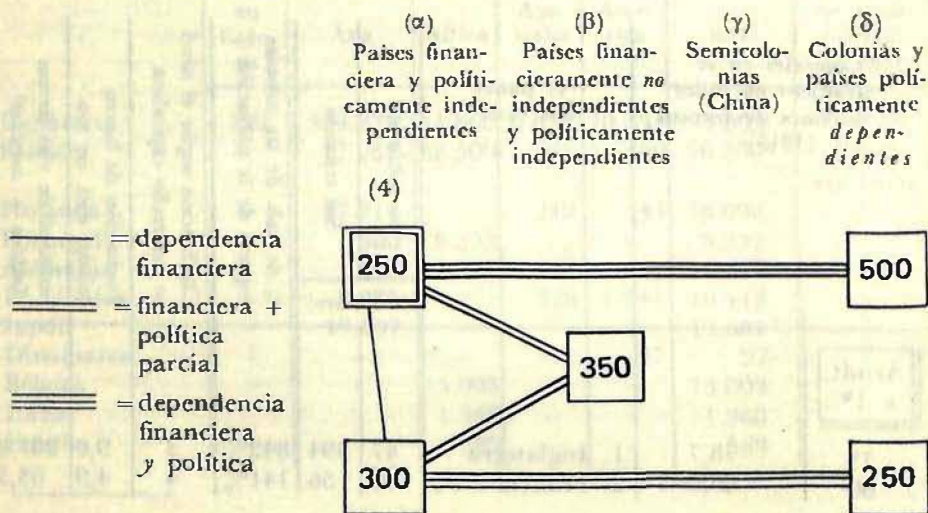 (α)
Países finan-
ciera y políti-
camente inde-
pendientes
(4)
(β)
Países finan-
cieramente no
independientes
y políticamente
independientes
(γ)
Semicolo-
nias
(China)
(δ)
Colonias y
países polí-
ticamente
depen-
dientes
= dependencia
financiera
= financiera +
política
parcial
= dependencia
financiera
y política
250
500
350
300
250